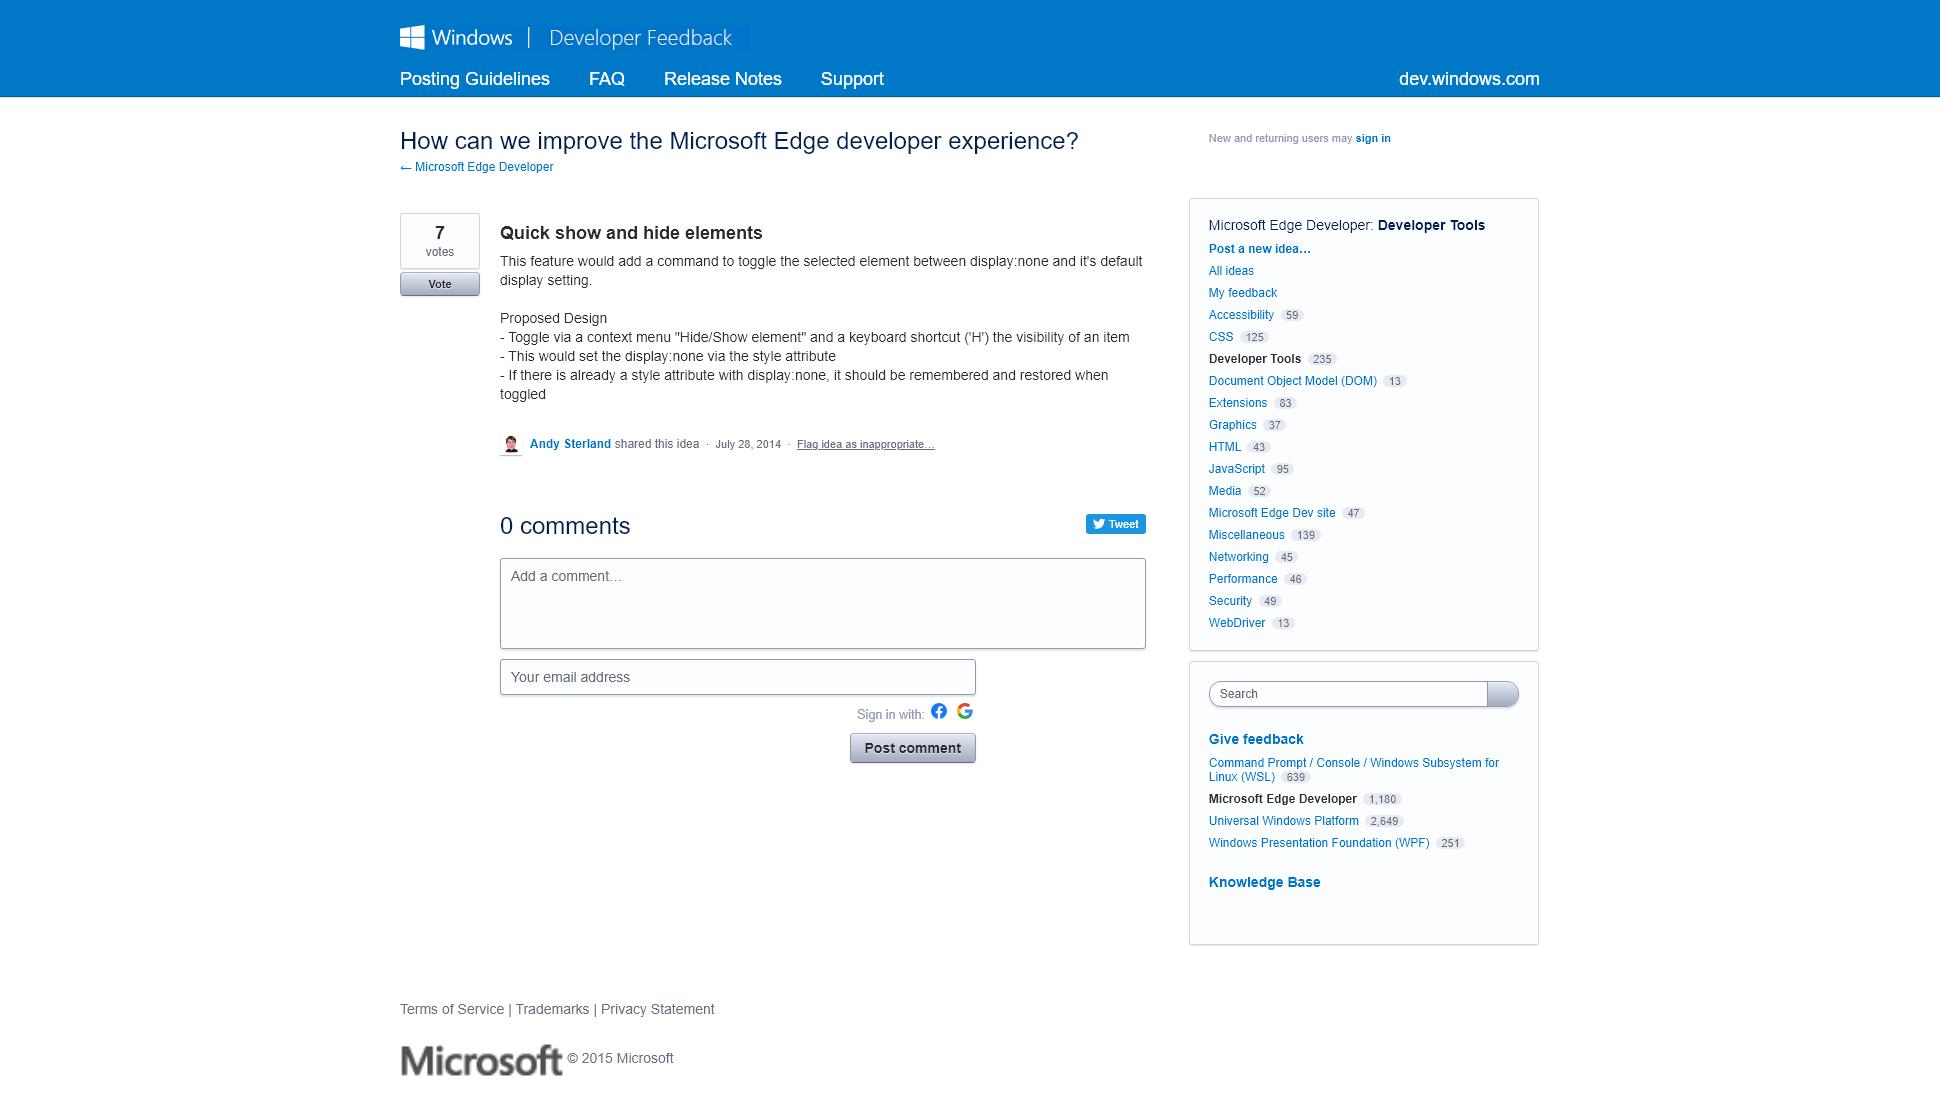 Windows | Developer Feedback
Posting Guidelines FAQ Release Notes Support dev.windows.com
How can we improve the Microsoft Edge developer experience?
← Microsoft Edge Developer
New and returning users may sign in
7
votes
Vote
Quick show and hide elements
This feature would add a command to toggle the selected element between display:none and it's default
display setting.
Proposed Design
- Toggle via a context menu "Hide/Show element" and a keyboard shortcut ('H') the visibility of an item
- This would set the display:none via the style attribute
- If there is already a style attribute with display:none, it should be remembered and restored when
toggled
Andy Sterland shared this idea · July 28, 2014 · Flag idea as inappropriate…
0 comments
Tweet
Add a comment…
Your email address
Sign in with:
Post comment
Microsoft Edge Developer: Developer Tools
Post a new idea…
All ideas
My feedback
Accessibility 59
CSS 125
Developer Tools 235
Document Object Model (DOM) 13
Extensions 83
Graphics 37
HTML 43
JavaScript 95
Media 52
Microsoft Edge Dev site 47
Miscellaneous 139
Networking 45
Performance 46
Security 49
WebDriver 13
Search
Give feedback
Command Prompt / Console / Windows Subsystem for
Linux (WSL) 639
Microsoft Edge Developer 1,180
Universal Windows Platform 2,649
Windows Presentation Foundation (WPF) 251
Knowledge Base
Terms of Service | Trademarks | Privacy Statement
Microsoft © 2015 Microsoft